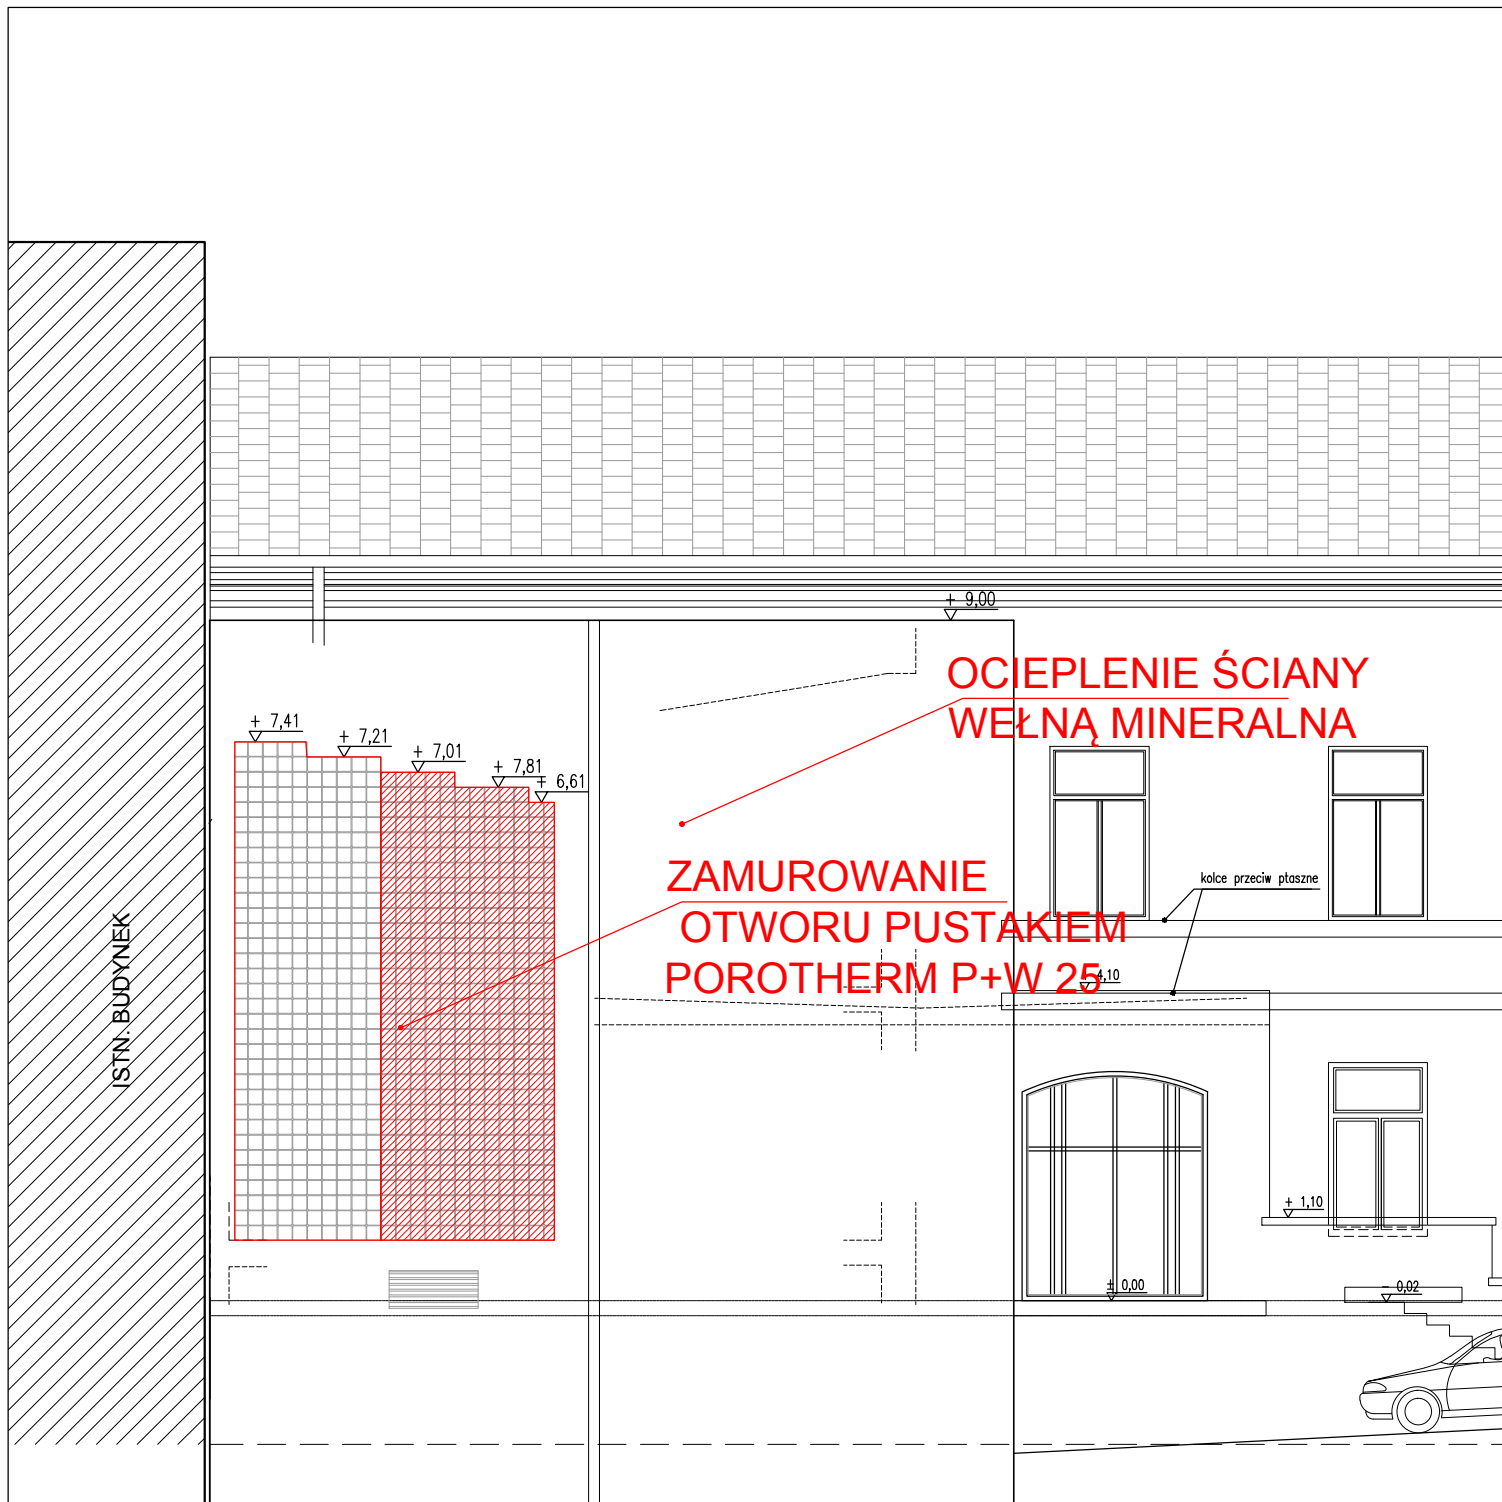 + 9,00
OCIEPLENIE ŚCIANY
WEŁNĄ MINERALNA
+ 7,41
+ 7,21
+ 7,01
+ 7,81
+ 6,61
ZAMUROWANIE
OTWORU PUSTAKIEM
POROTHERM P+W 25
kolce przeciw ptaszne
4,10
ISTN. BUDYNEK
+ 1,10
± 0,00
- 0,02